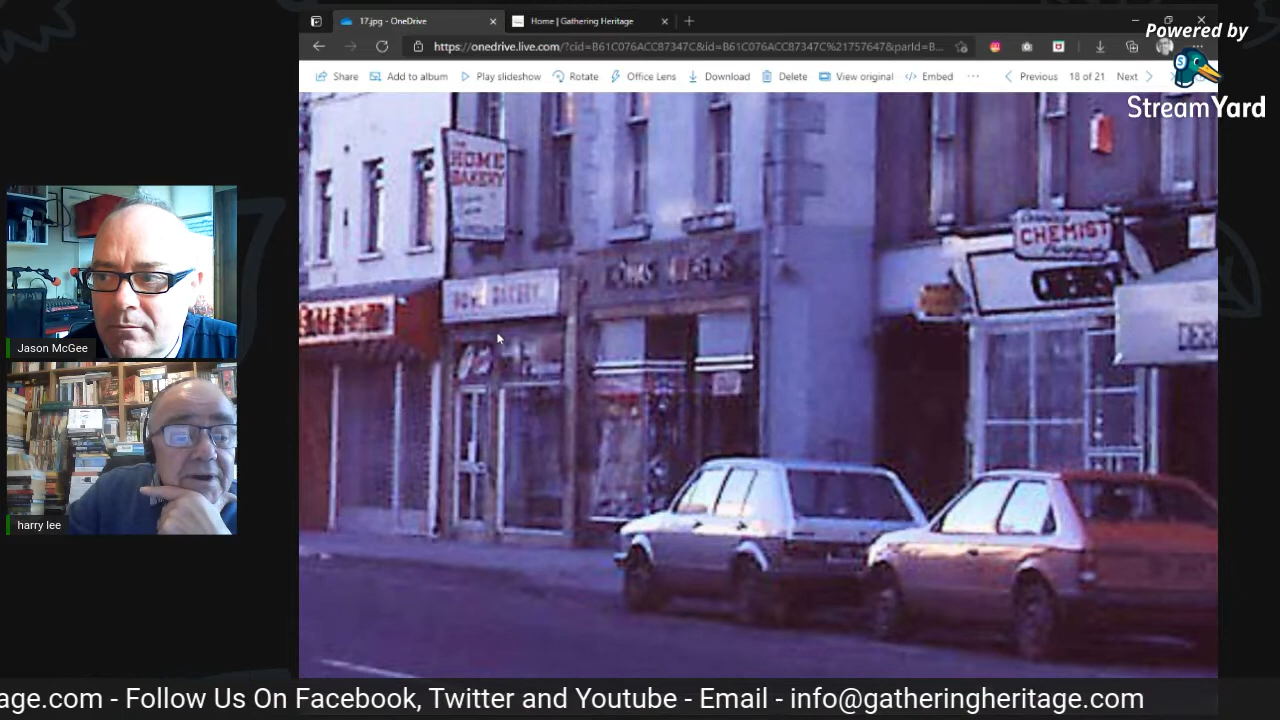 17.jpg - OneDrive
Home | Gathering Heritage
https://onedrive.live.com/?cid=B61C076ACC87347C&id=B61C076ACC87347C%21757647&parId=B...
Share
Add to album
Play slideshow
Rotate
Office Lens
Download
Delete
View original
Embed
Previous
18 of 21
Next
Powered by
StreamYard
HOME
BAKERY
HOME BAKERY
CHEMIST
Jason McGee
harry lee
age.com - Follow Us On Facebook, Twitter and Youtube - Email - info@gatheringheritage.com